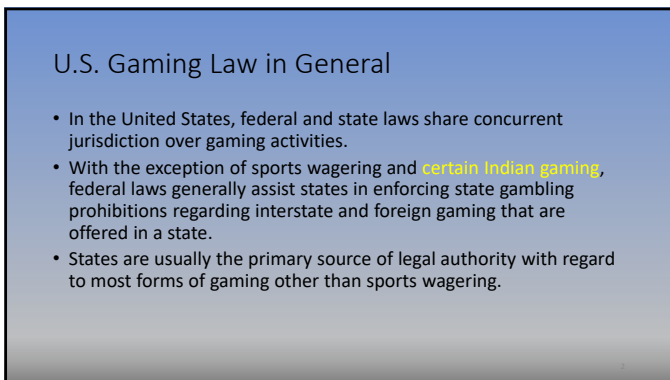 U.S. Gaming Law in General
• In the United States, federal and state laws share concurrent
jurisdiction over gaming activities.
• With the exception of sports wagering and certain Indian gaming,
federal laws generally assist states in enforcing state gambling
prohibitions regarding interstate and foreign gaming that are
offered in a state.
• States are usually the primary source of legal authority with regard
to most forms of gaming other than sports wagering.